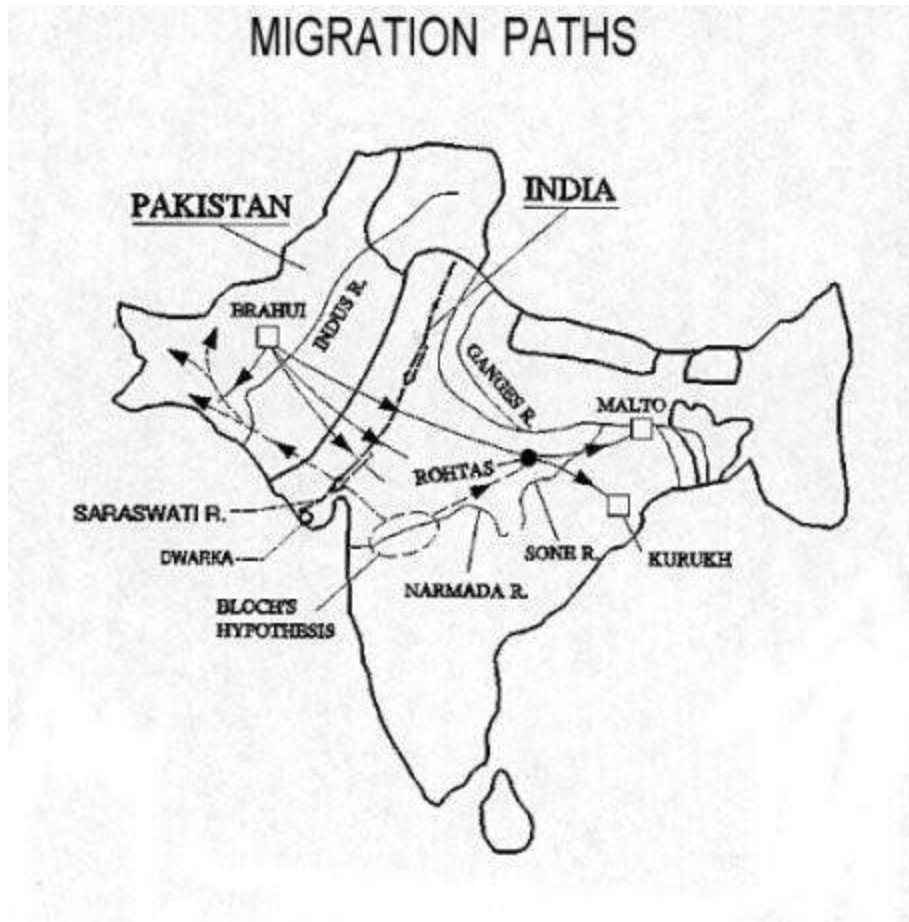 MIGRATION PATHS
PAKISTAN
INDIA
BRAHUI
INDUS R.
GANGES R.
MALTO
ROHTAS
SARASWATI R.
DWARKA
SONE R.
KURUKH
NARMADA R.
BLOCH'S
HYPOTHESIS